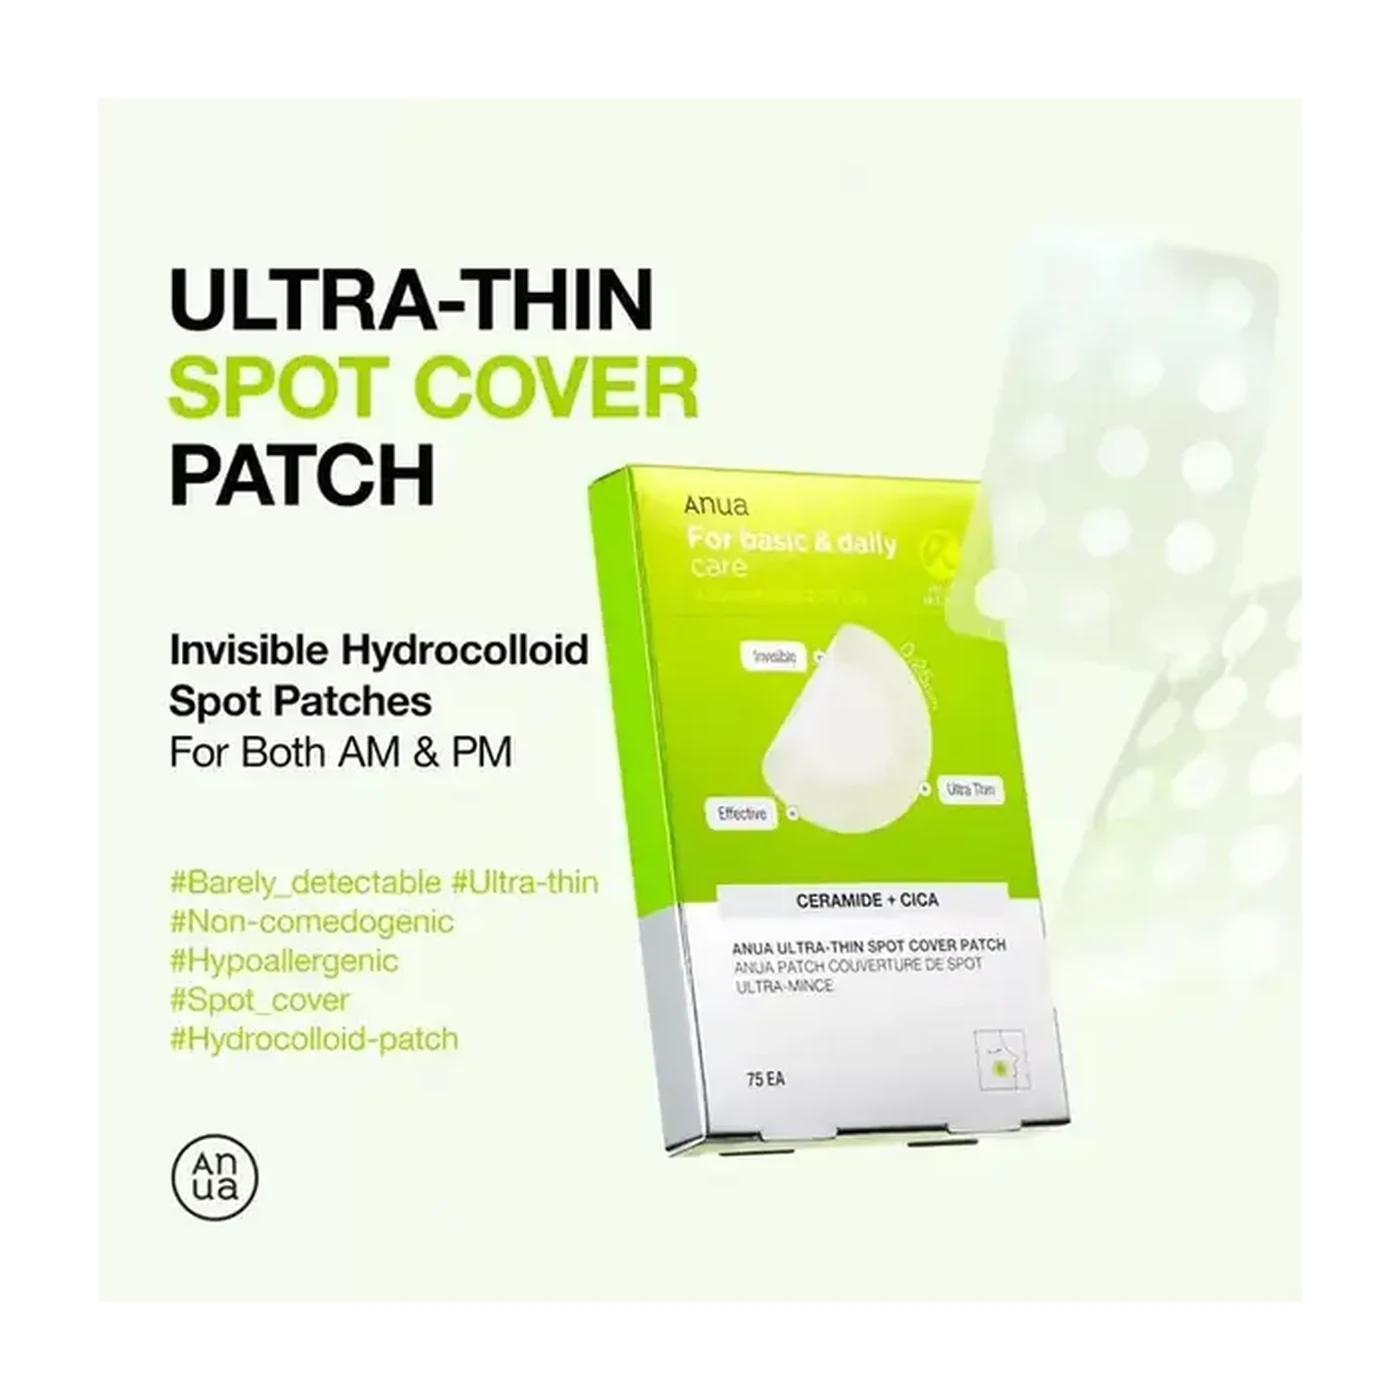 ULTRA-THIN
SPOT COVER
PATCH
Invisible Hydrocolloid
Spot Patches
For Both AM & PM
#Barely_detectable #Ultra-thin
#Non-comedogenic
#Hypoallergenic
#Spot_cover
#Hydrocolloid-patch
An
ua
Anua
For basic & daily
care
Invisible
Effective
Ultra Thin
CERAMIDE + CICA
ANUA ULTRA-THIN SPOT COVER PATCH
ANUA PATCH COUVERTURE DE SPOT
ULTRA-MINCE
75 EA